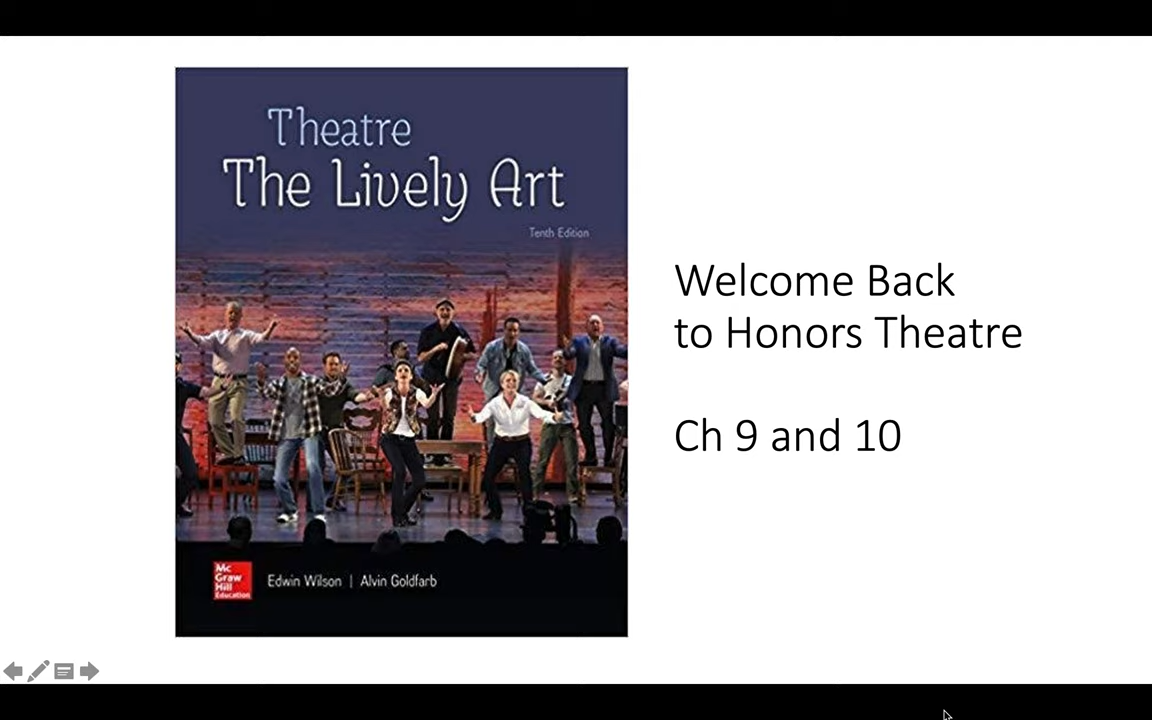 Theatre
The Lively Art
Tenth Edition
Mc
Graw
Hill
Education
Edwin Wilson | Alvin Goldfarb
Welcome Back
to Honors Theatre
Ch 9 and 10